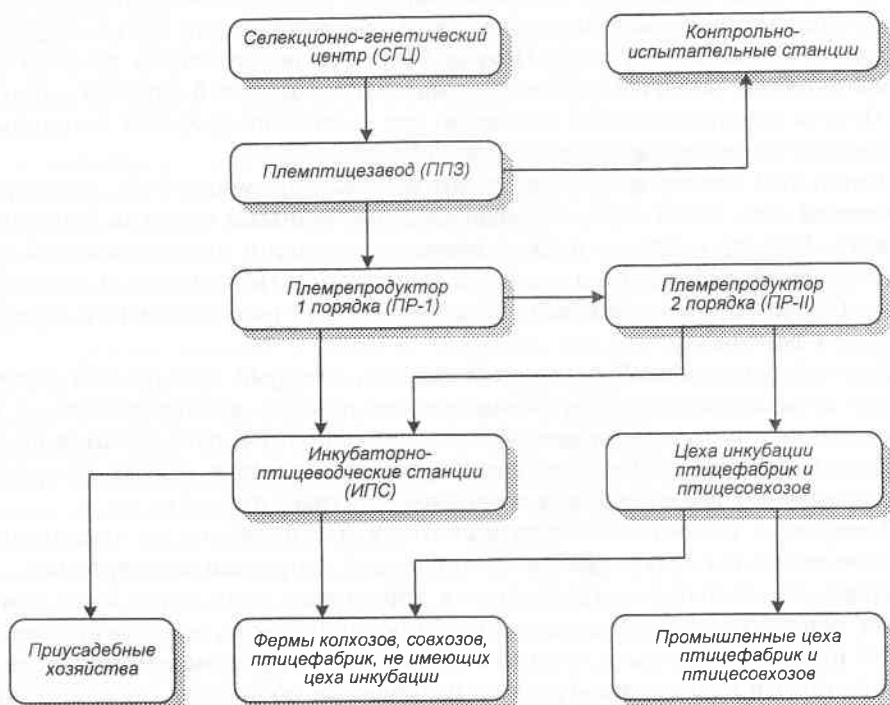 Селекционно-генетический
центр (СГЦ)
Контрольно-
испытательные станции
Племптицезавод (ППЗ)
Племрепродуктор
1 порядка (ПР-1)
Племрепродуктор
2 порядка (ПР-II)
Инкубаторно-
птицеводческие станции
(ИПС)
Цеха инкубации
птицефабрик и
птицесовхозов
Приусадебные
хозяйства
Фермы колхозов, совхозов,
птицефабрик, не имеющих
цеха инкубации
Промышленные цеха
птицефабрик и
птицесовхозов